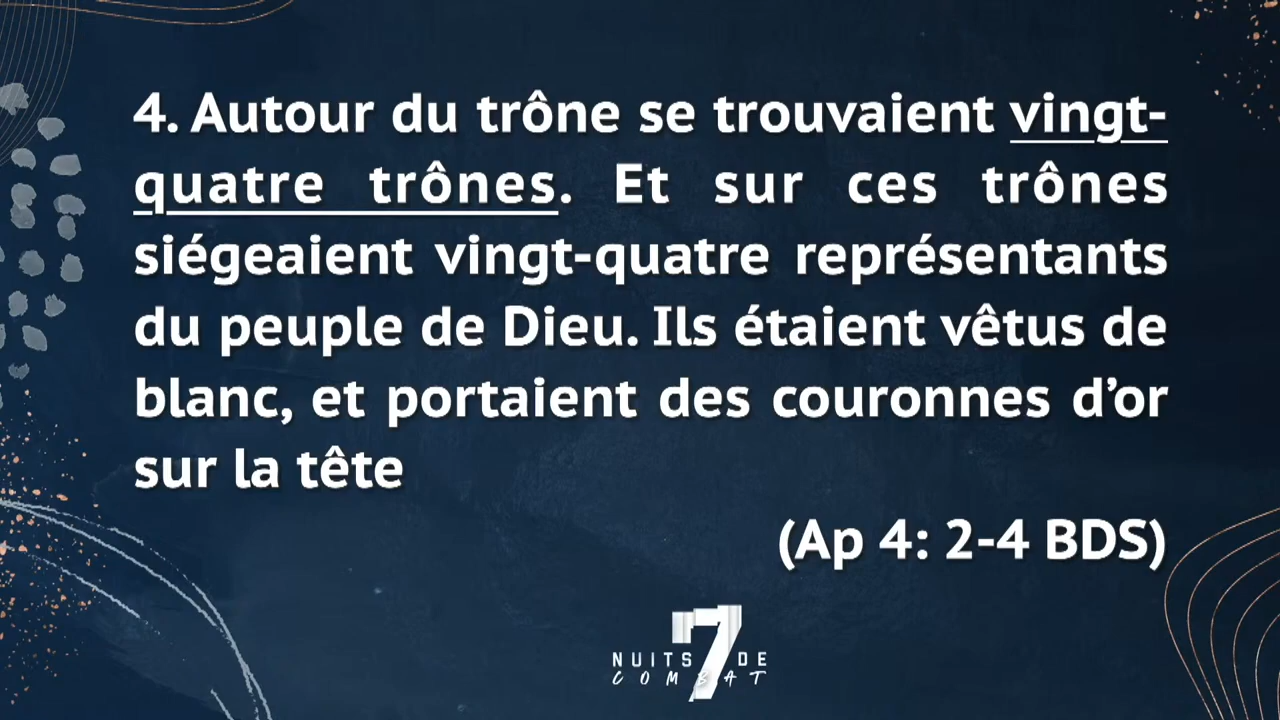 4. Autour du trône se trouvaient vingt-
quatre trônes. Et sur ces trônes
siégeaient vingt-quatre représentants
du peuple de Dieu. Ils étaient vêtus de
blanc, et portaient des couronnes d’or
sur la tête
(Ap 4: 2-4 BDS)
7
NUITS DE
COMBAT